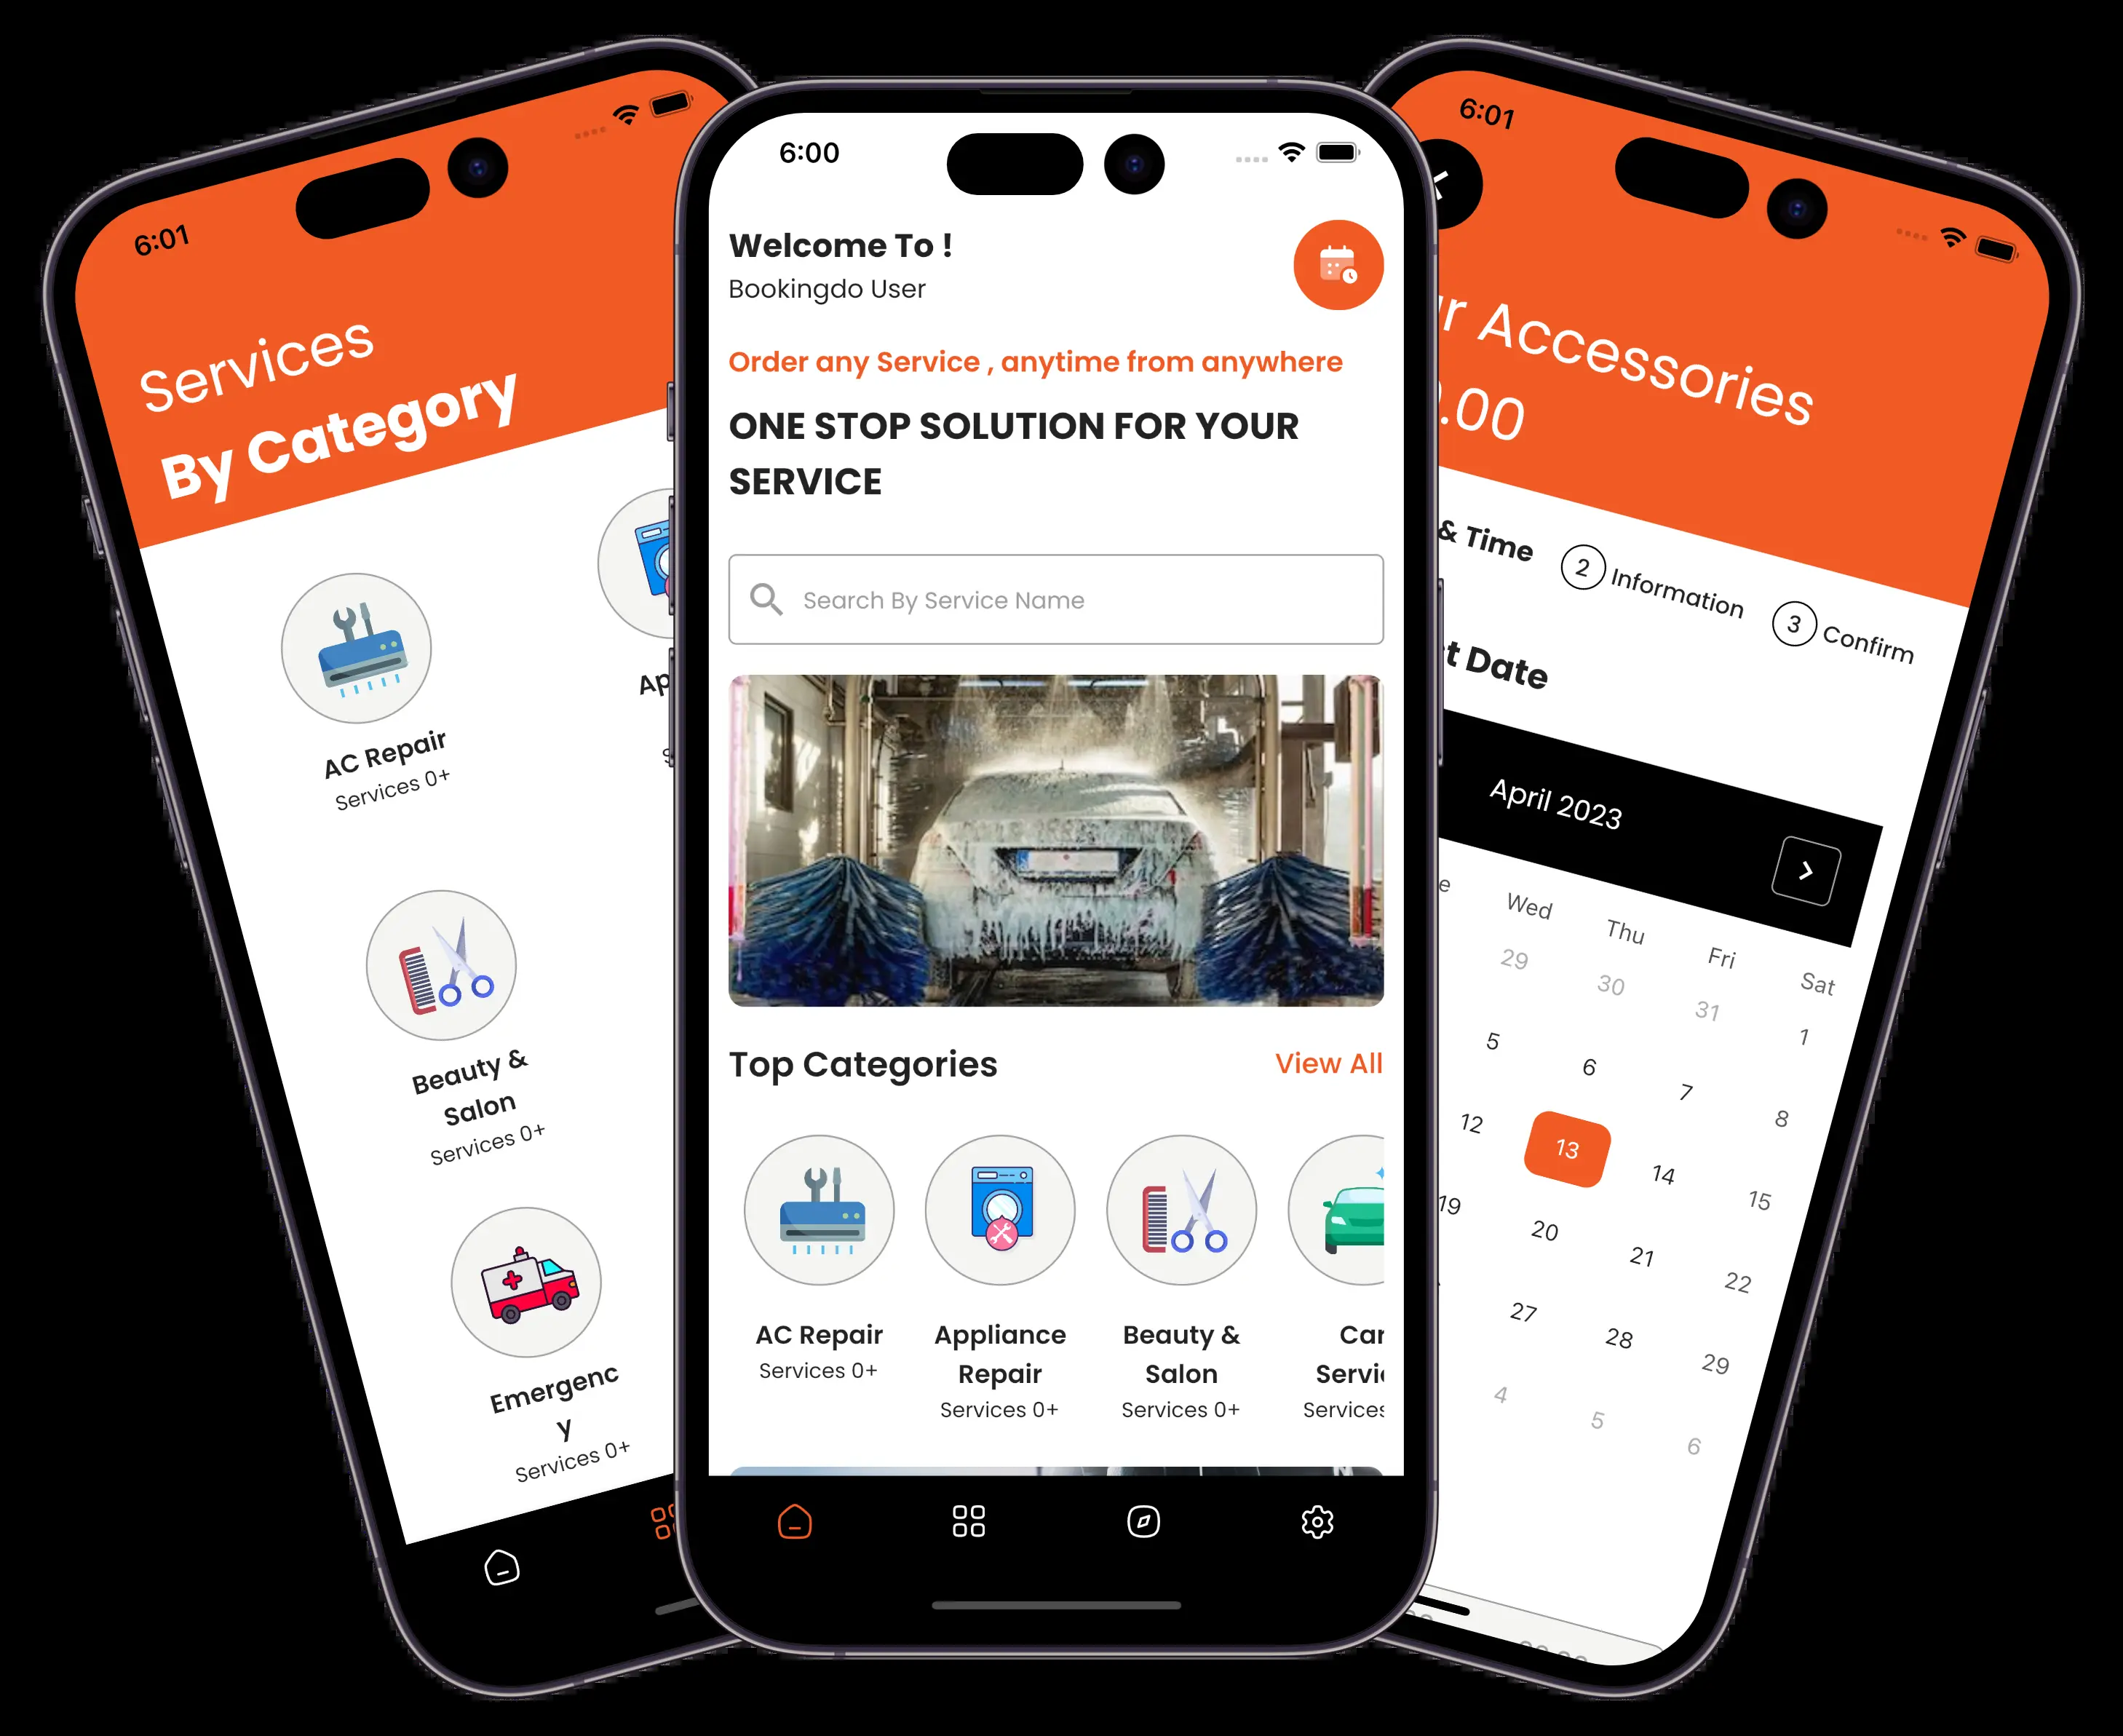 6:01
Services
By Category
AC Repair
Services 0+
Beauty &
Salon
Services 0+
Emergenc
y
Services 0+
6:00
Welcome To !
Bookingdo User
Order any Service , anytime from anywhere
ONE STOP SOLUTION FOR YOUR
SERVICE
Search By Service Name
Top Categories
View All
AC Repair
Services 0+
Appliance
Repair
Services 0+
Beauty &
Salon
Services 0+
Car
Servic
Services
6:01
Accessories
.00
& Time
2 Information
3 Confirm
t Date
April 2023
e Wed Thu Fri Sat
29 30 31 1
5 6 7 8
12 13 14 15
19 20 21 22
27 28 29
4 5 6